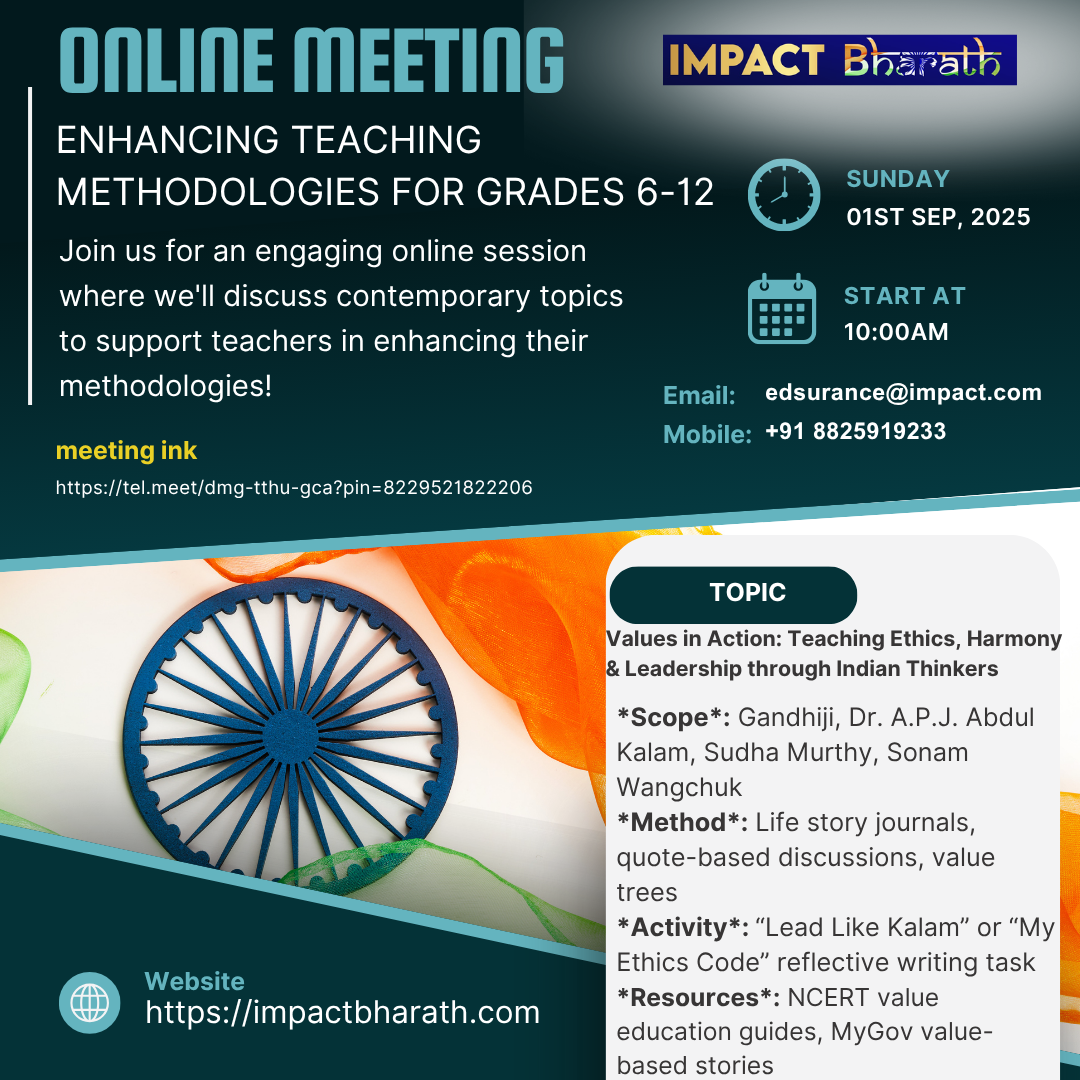 ONLINE MEETING
IMPACT Bharath
ENHANCING TEACHING
METHODOLOGIES FOR GRADES 6-12
Join us for an engaging online session
where we'll discuss contemporary topics
to support teachers in enhancing their
methodologies!
meeting ink
https://tel.meet/dmg-tthu-gca?pin=8229521822206
SUNDAY
01ST SEP, 2025
START AT
10:00AM
Email: edsurance@impact.com
Mobile: +91 8825919233
TOPIC
Values in Action: Teaching Ethics, Harmony
& Leadership through Indian Thinkers
*Scope*: Gandhiji, Dr. A.P.J. Abdul
Kalam, Sudha Murthy, Sonam
Wangchuk
*Method*: Life story journals,
quote-based discussions, value
trees
*Activity*: “Lead Like Kalam” or “My
Ethics Code” reflective writing task
*Resources*: NCERT value
education guides, MyGov value-
based stories
Website
https://impactbharath.com